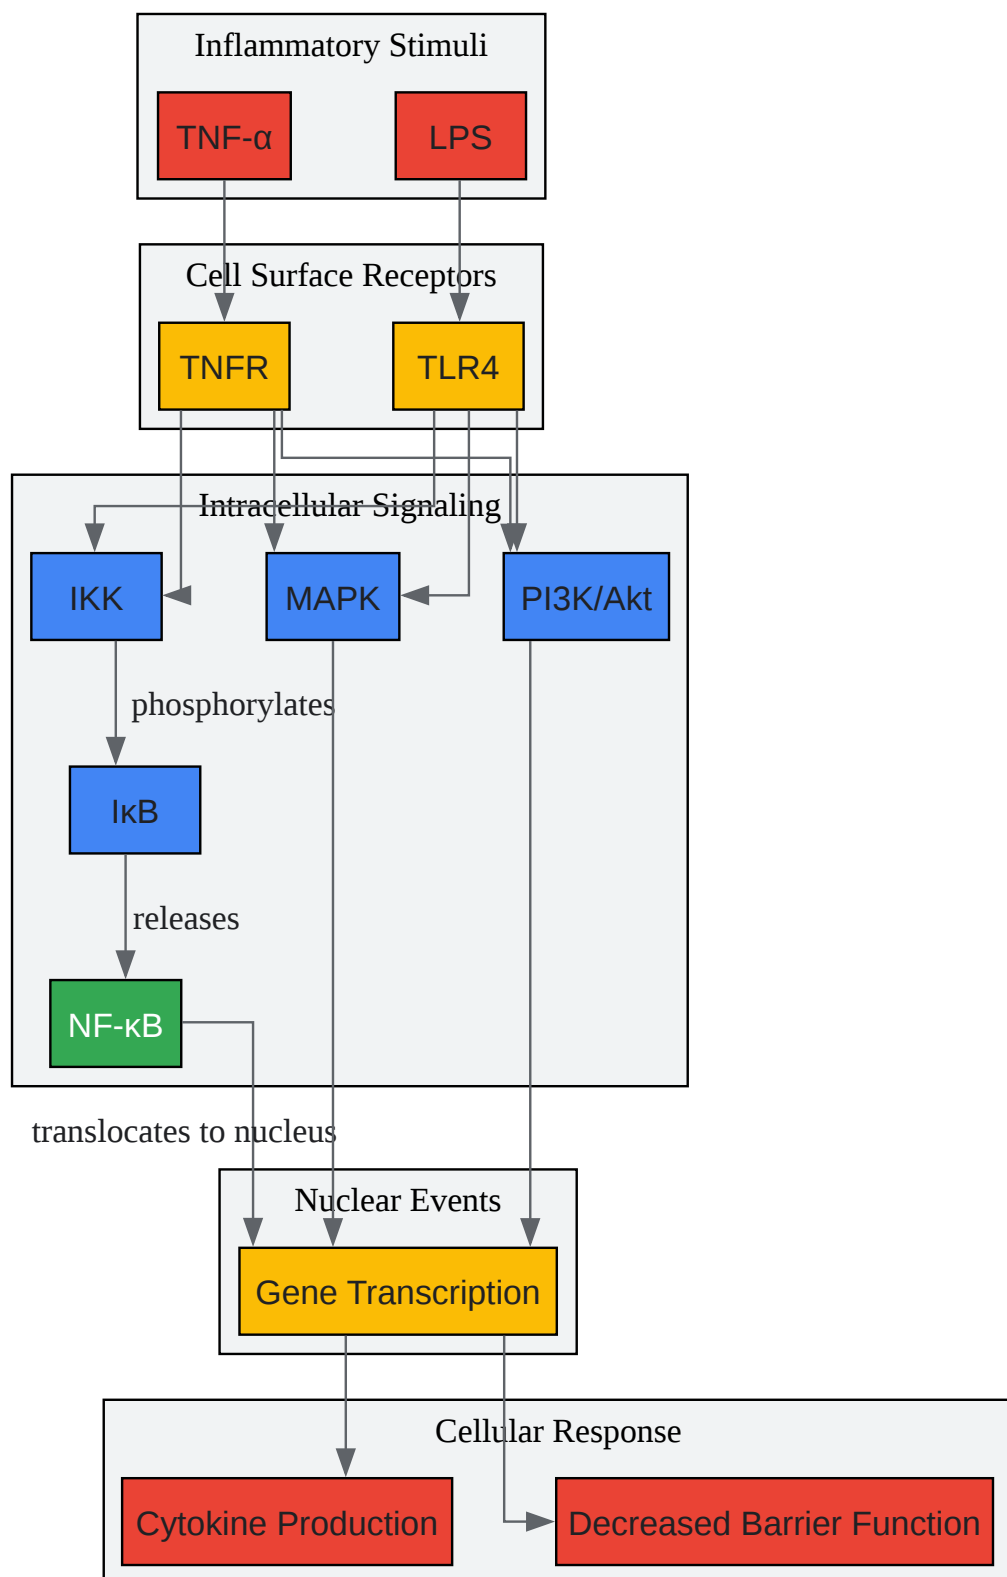 Inflammatory Stimuli
TNF-α
LPS
Cell Surface Receptors
TNFR
TLR4
Intracellular Signaling
IKK
MAPK
PI3K/Akt
phosphorylates
IκB
releases
NF-κB
translocates to nucleus
Nuclear Events
Gene Transcription
Cellular Response
Cytokine Production
Decreased Barrier Function